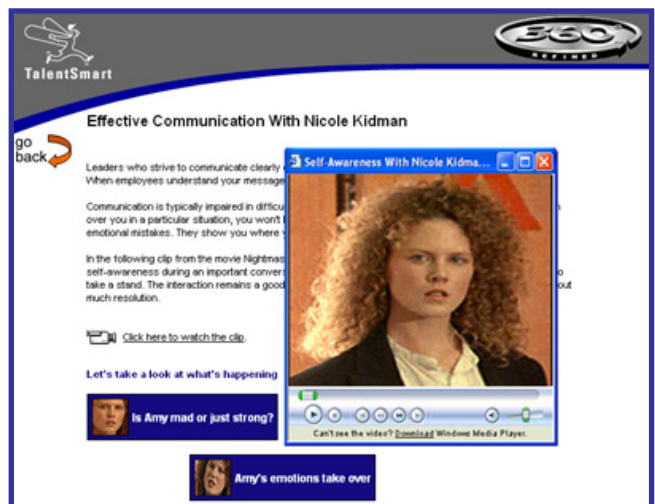 TalentSmart
360°
REFINED
Effective Communication With Nicole Kidman
go
back
Leaders who strive to communicate clearly
When employees understand your message
Communication is typically impaired in difficu
over you in a particular situation, you won't
emotional mistakes. They show you where
In the following clip from the movie Nightmas
self-awareness during an important convers
take a stand. The interaction remains a good
out
much resolution.
Self-Awareness With Nicole Kidma...
Click here to watch the clip.
Let's take a look at what's happening
Is Amy mad or just strong?
Can't see the video? Download Windows Media Player.
Amy's emotions take over